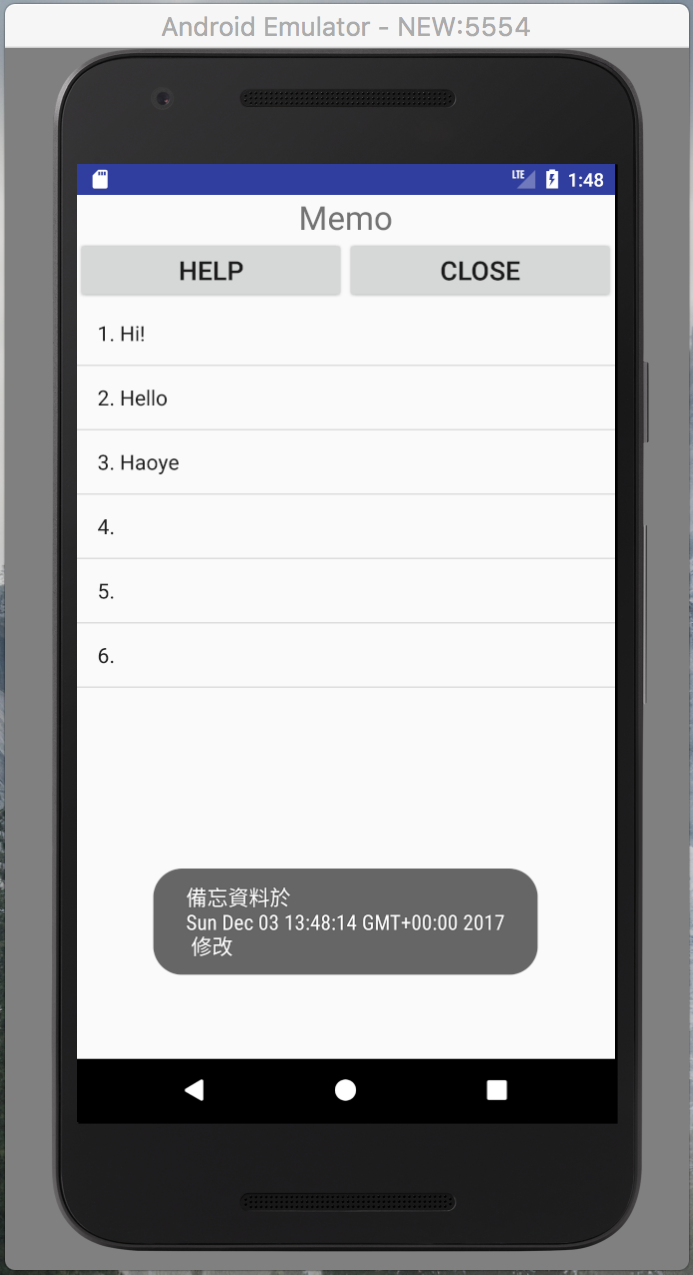 Android Emulator - NEW:5554
LTE 1:48
Memo
HELP CLOSE
1. Hi!
2. Hello
3. Haoye
4.
5.
6.
備忘資料於
Sun Dec 03 13:48:14 GMT+00:00 2017
修改